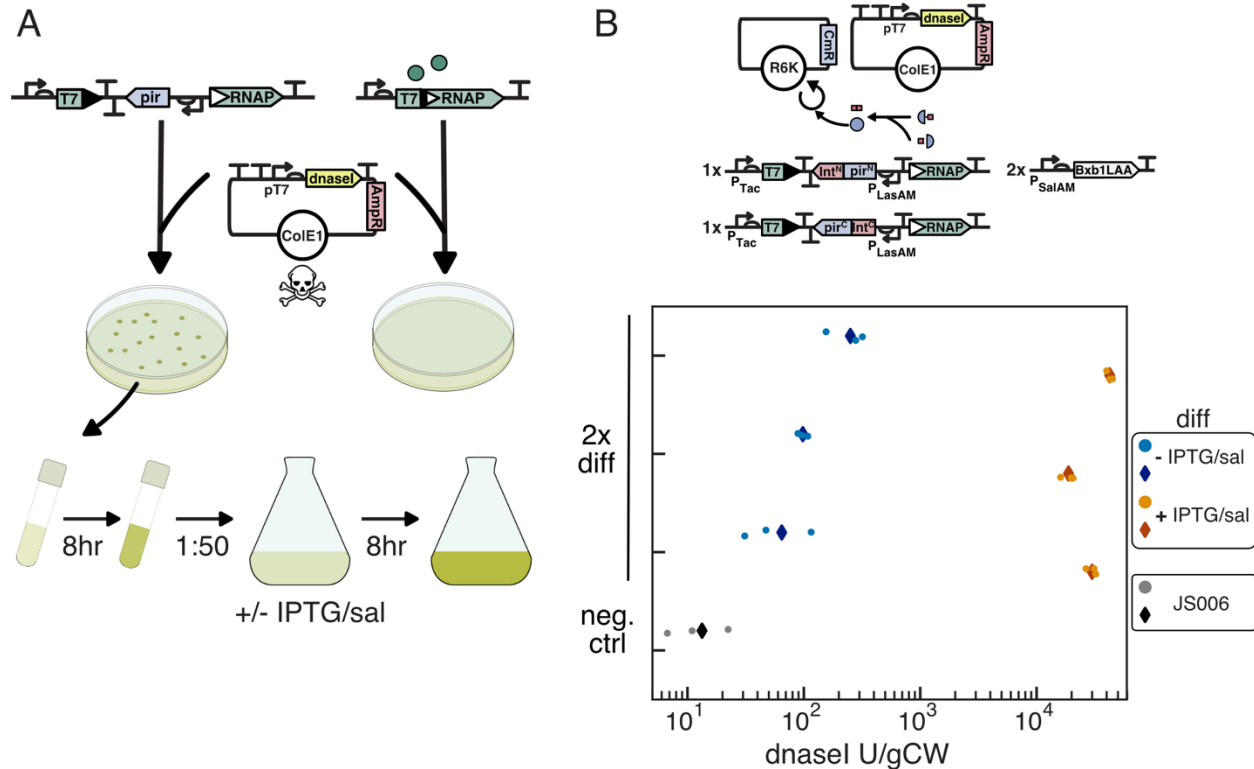 A
T7
pir
RNAP
T7
RNAP
pT7
dnaseI
AmpR
ColE1
8hr
1:50
8hr
+/- IPTG/sal
B
R6K
CmR
pT7
dnaseI
AmpR
ColE1
1x
PTac
T7
IntN
pirN
PLasAM
RNAP
2x
PSalAM
Bxb1LAA
1x
PTac
T7
pirC
IntC
PLasAM
RNAP
2x
diff
neg.
ctrl
10¹
10²
10³
10⁴
dnaseI U/gCW
diff
- IPTG/sal
+ IPTG/sal
JS006